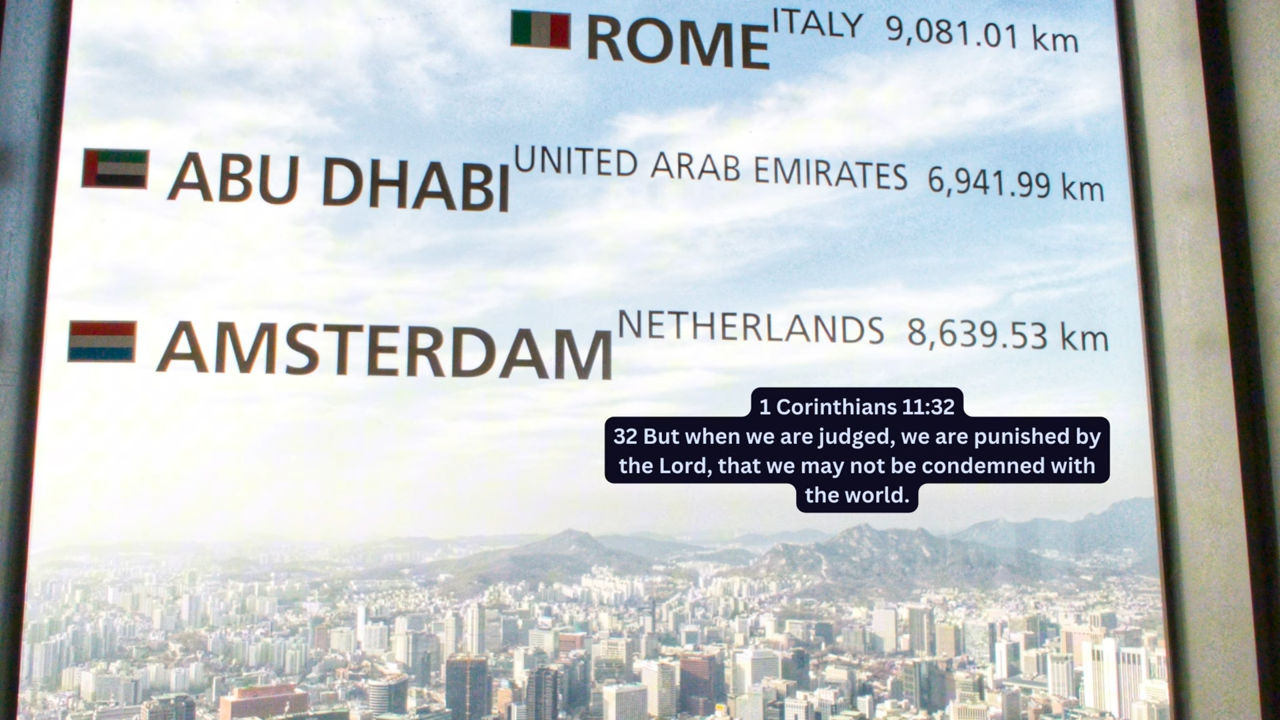 ROME ITALY 9,081.01 km
ABU DHABI UNITED ARAB EMIRATES 6,941.99 km
AMSTERDAM NETHERLANDS 8,639.53 km
1 Corinthians 11:32
32 But when we are judged, we are punished by
the Lord, that we may not be condemned with
the world.